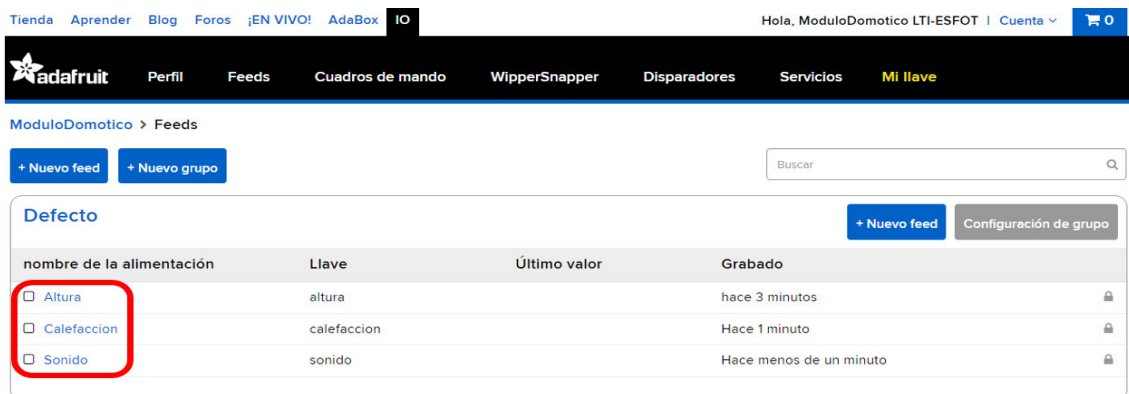 Tienda Aprender Blog Foros ¡EN VIVO! AdaBox IO Hola, ModuloDomotico LTI-ESFOT | Cuenta 0
adafruit Perfil Feeds Cuadros de mando WipperSnapper Disparadores Servicios Mi llave
ModuloDomotico > Feeds
+ Nuevo feed + Nuevo grupo Buscar
Defecto + Nuevo feed Configuración de grupo
nombre de la alimentación Llave Último valor Grabado
Altura altura hace 3 minutos
Calefaccion calefaccion Hace 1 minuto
Sonido sonido Hace menos de un minuto